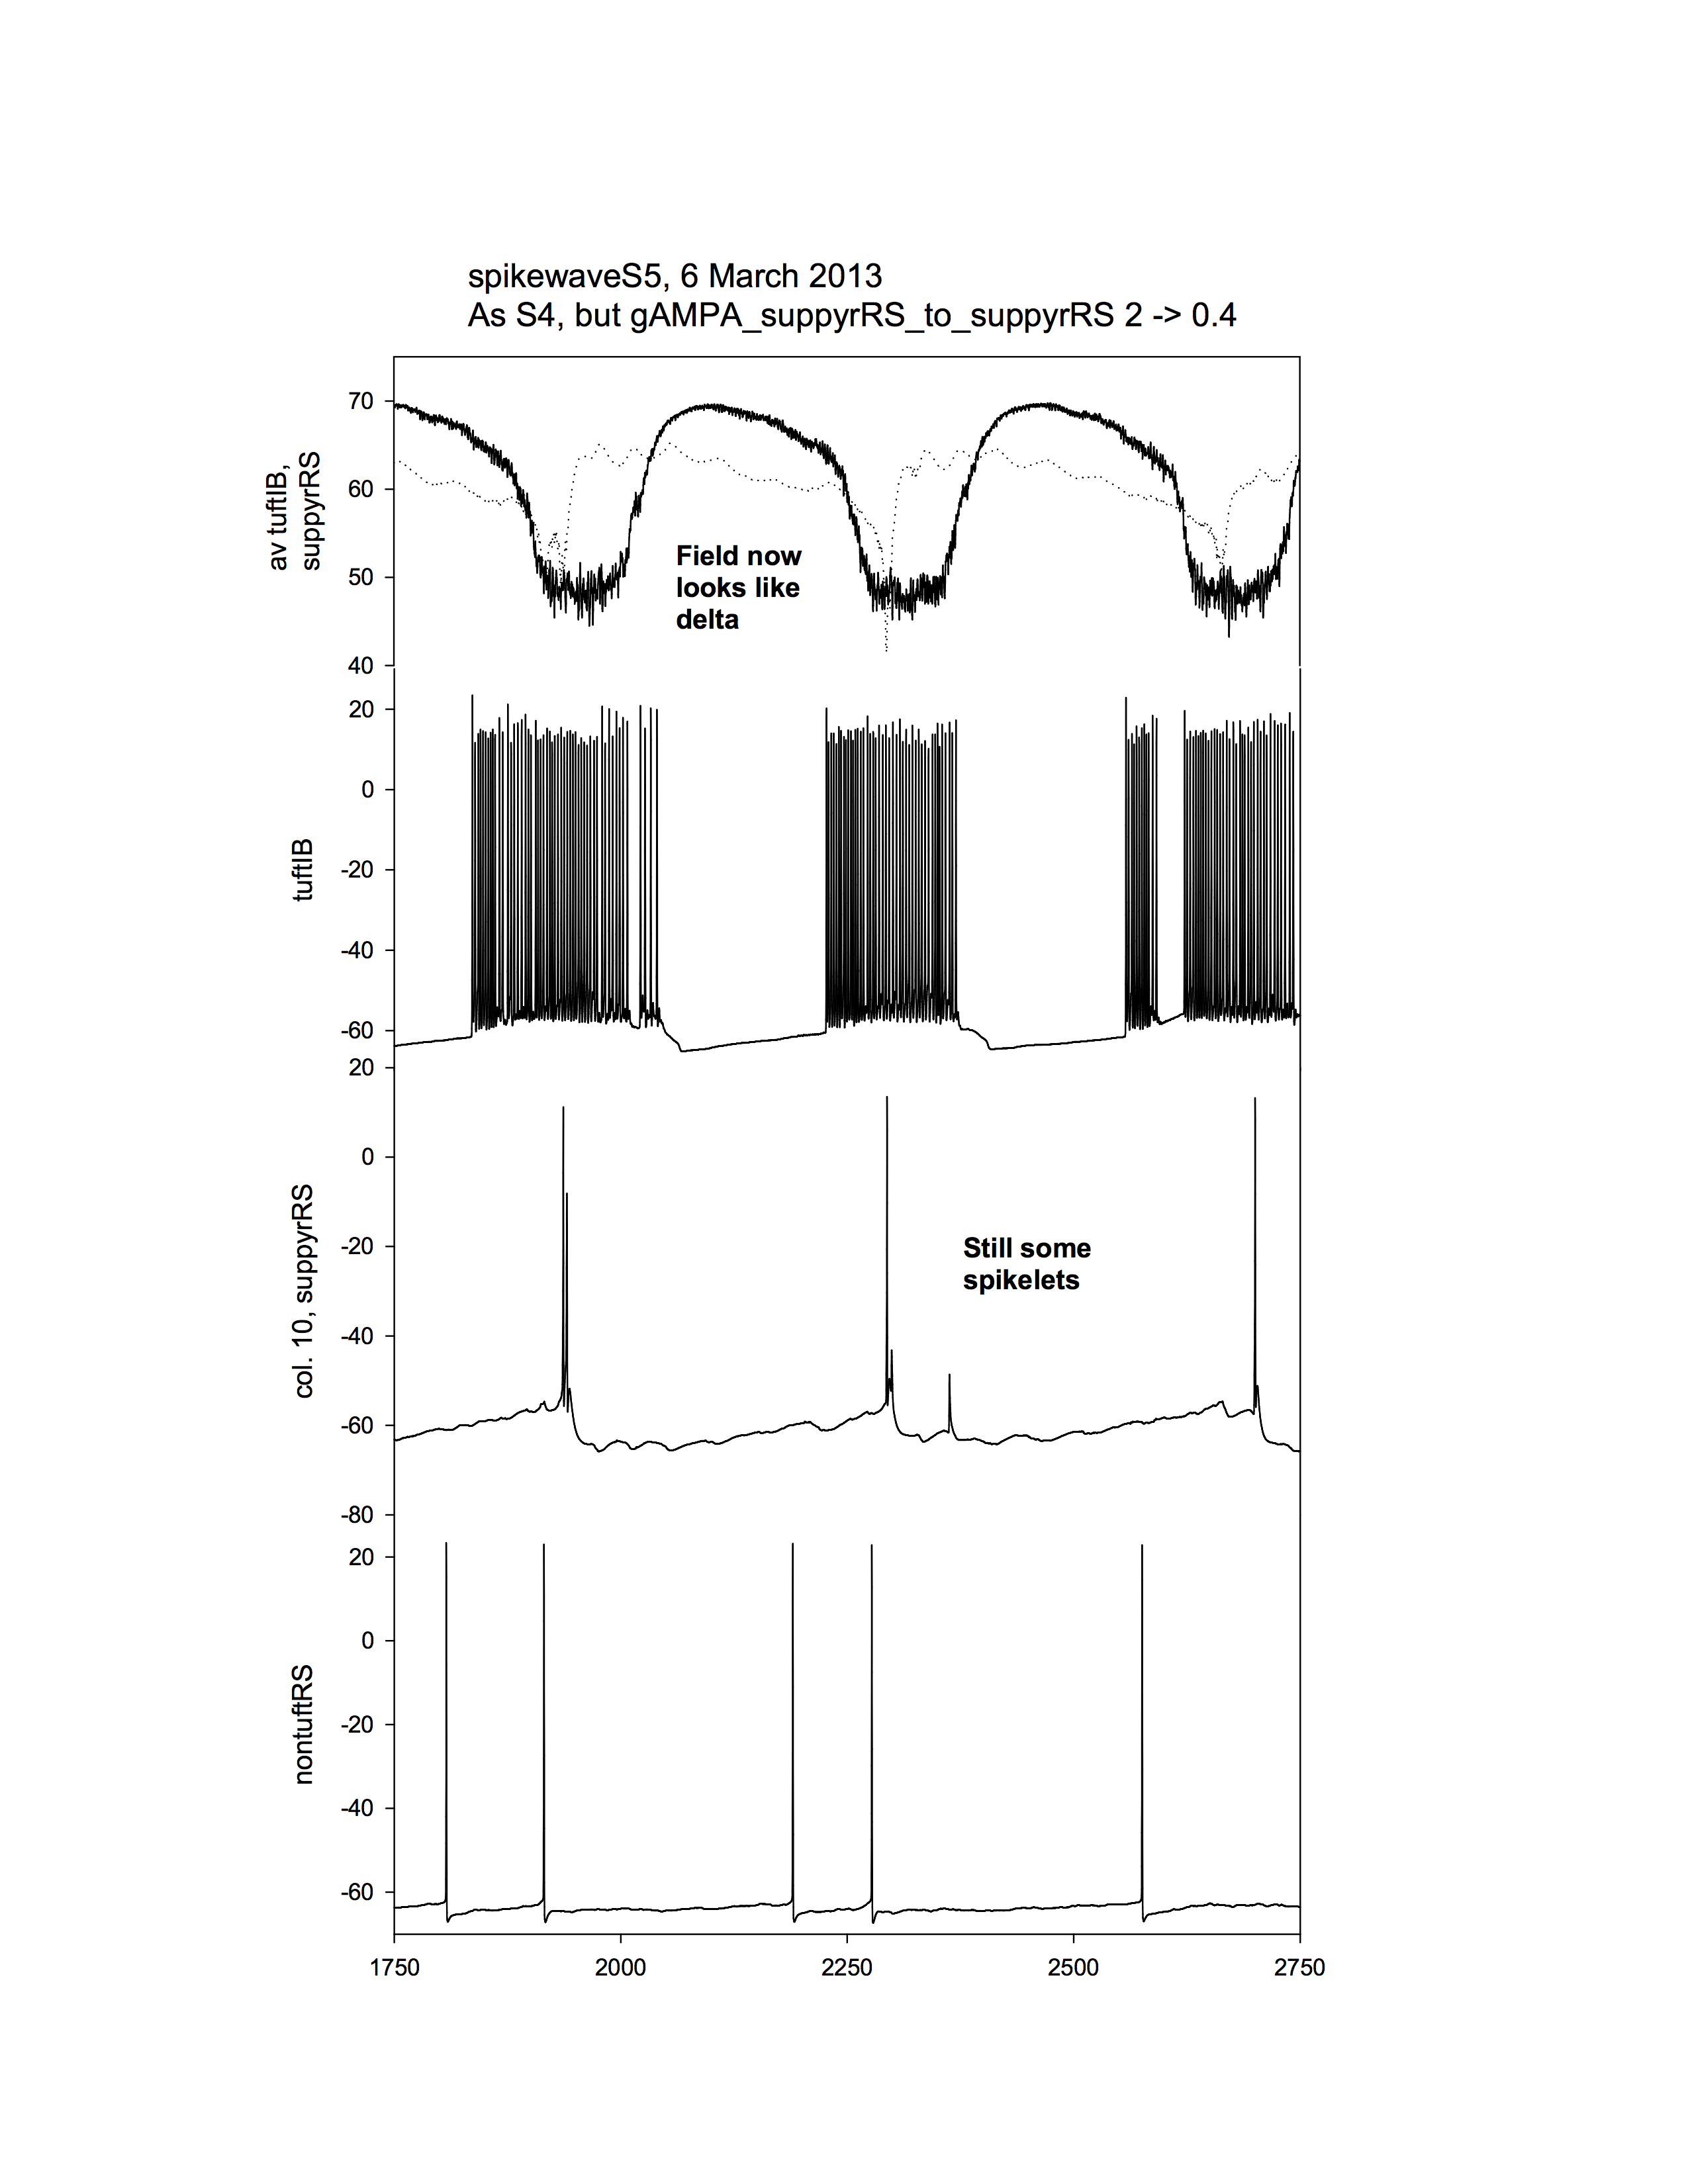 spikewaveS5, 6 March 2013
As S4, but gAMPA_suppyrRS_to_suppyrRS 2 -> 0.4
av tuftIB,
suppyrRS
70
60
50
40
Field now
looks like
delta
tuftIB
20
0
-20
-40
-60
col. 10, suppyrRS
20
0
-20
-40
-60
-80
Still some
spikelets
nontuftRS
20
0
-20
-40
-60
1750
2000
2250
2500
2750